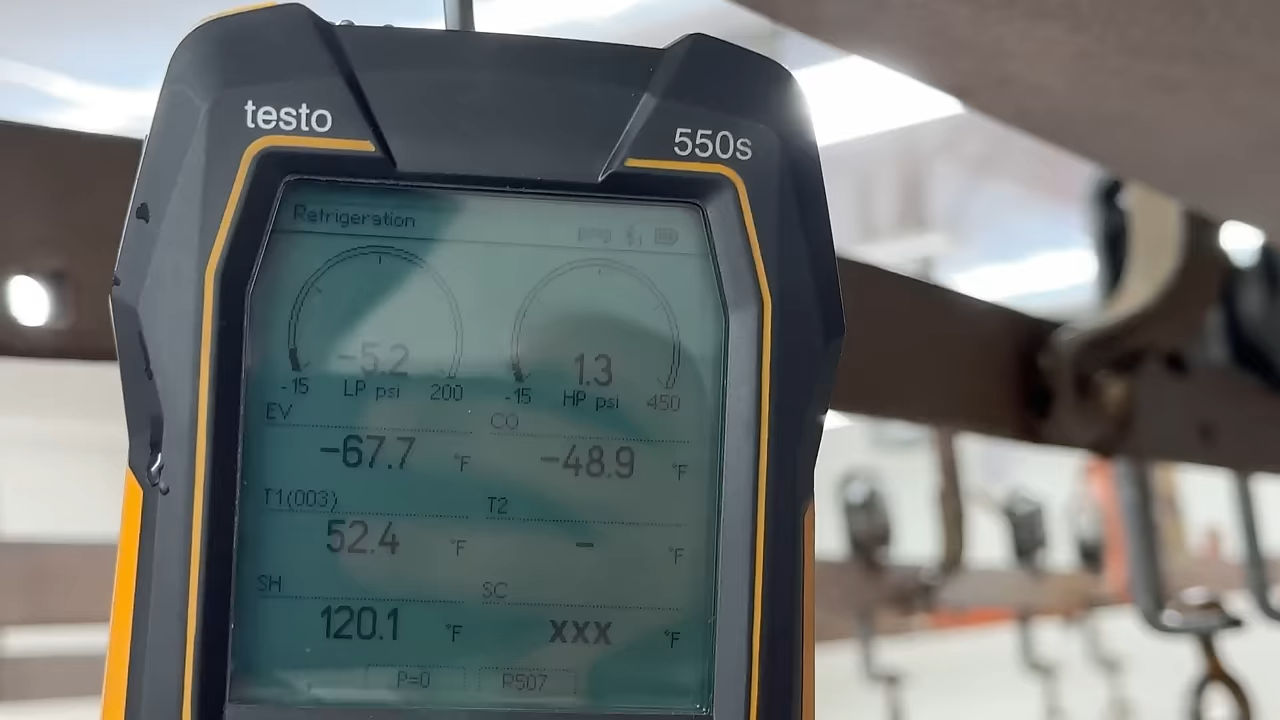 testo
550s
Refrigeration
-5.2 1.3
-15 LP psi 200 -15 HP psi 450
EV CO
-67.7 °F -48.9 °F
T1(003) T2
52.4 °F - °F
SH SC
120.1 °F XXX °F
P=0 R507